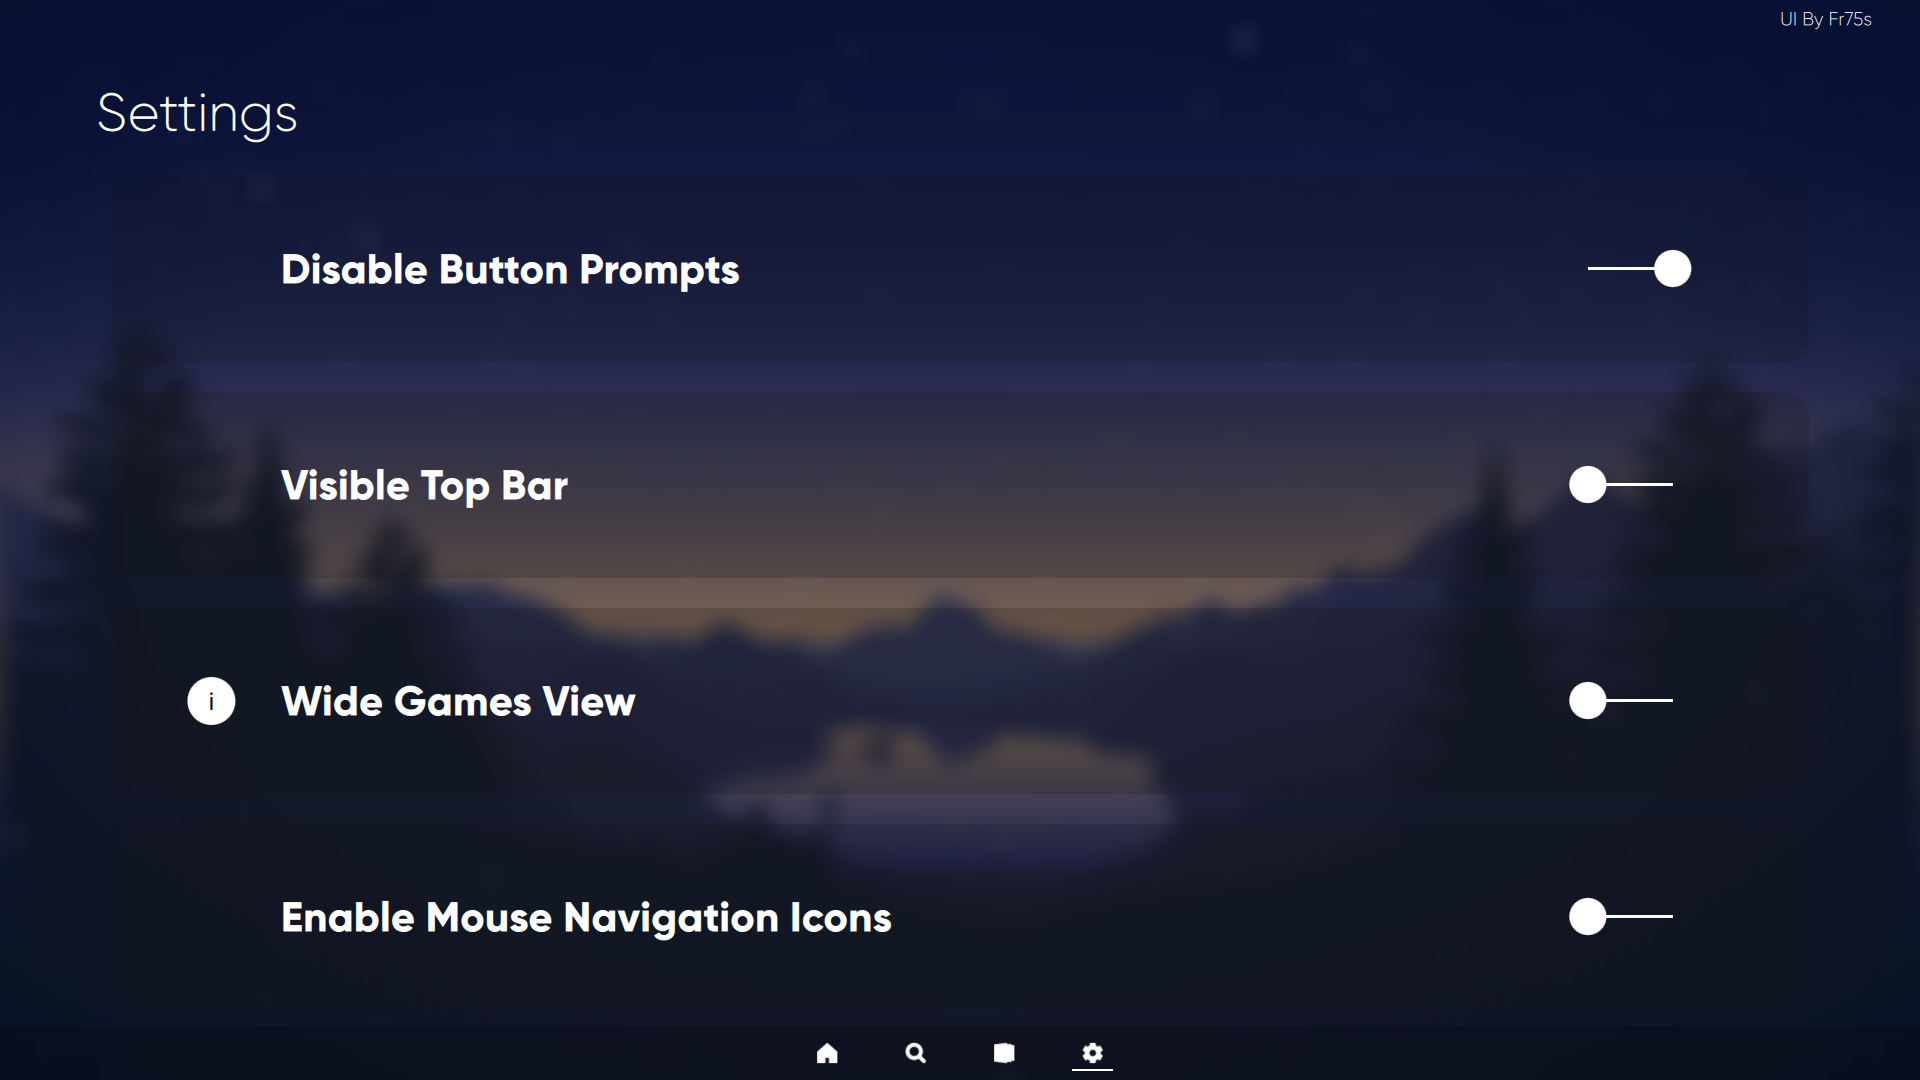 UI By Fr75s
Settings
Disable Button Prompts
Visible Top Bar
i
Wide Games View
Enable Mouse Navigation Icons